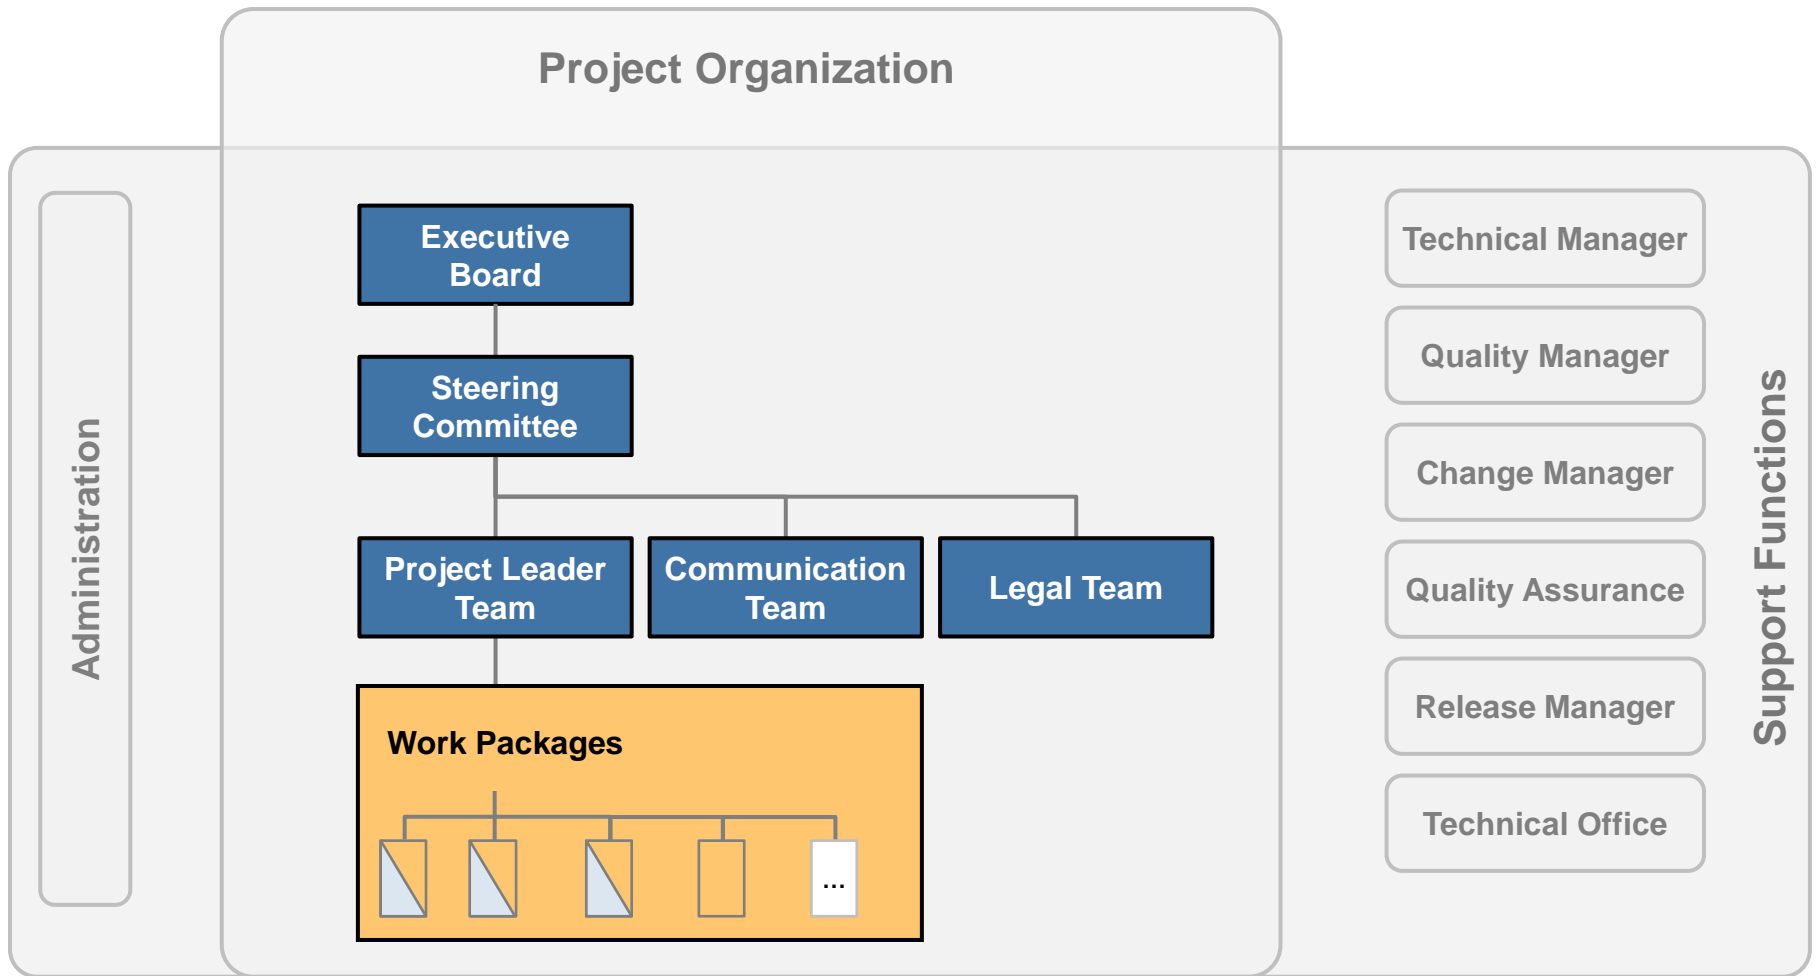 Project Organization
Administration
Executive
Board
Steering
Committee
Project Leader
Team
Communication
Team
Legal Team
Work Packages
...
Technical Manager
Quality Manager
Change Manager
Quality Assurance
Release Manager
Technical Office
Support Functions